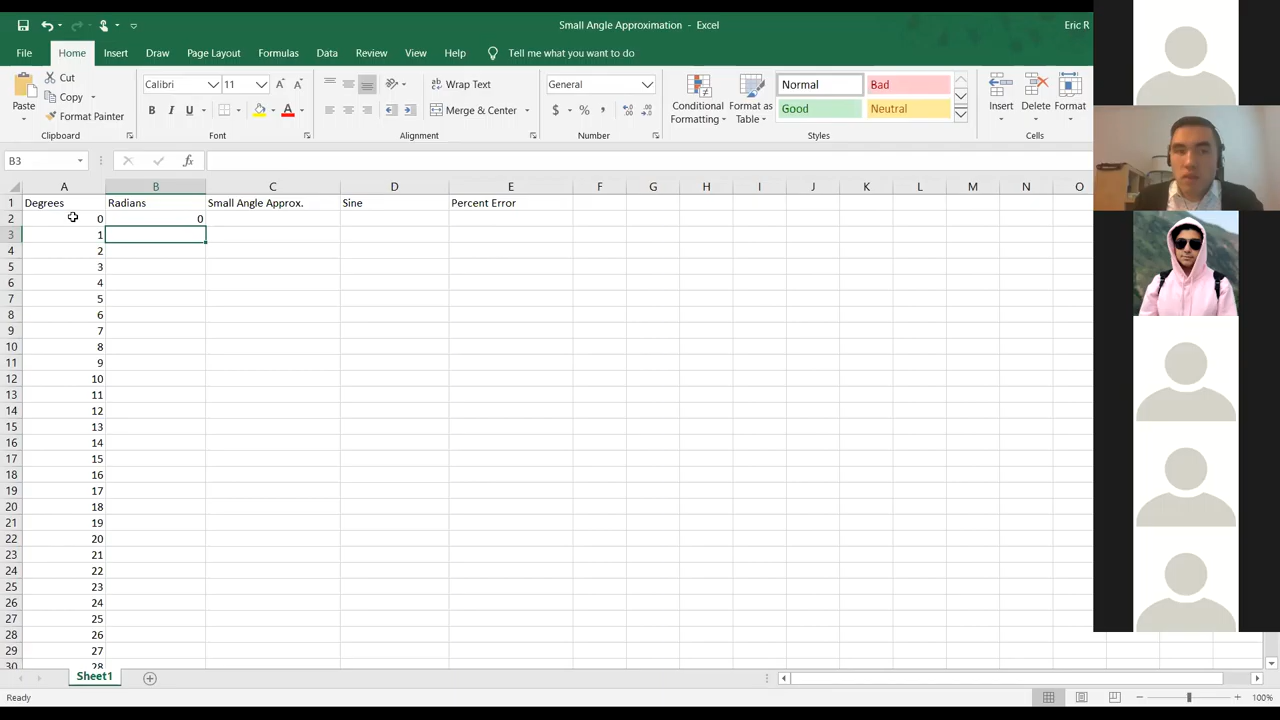 Small Angle Approximation - Excel
Eric R
File Home Insert Draw Page Layout Formulas Data Review View Help Tell me what you want to do
Paste
Cut
Copy
Format Painter
Clipboard
Calibri 11
B I U
Font
Wrap Text
Merge & Center
Alignment
General
$ % ,
Number
Conditional Formatting
Format as Table
Normal Bad
Good Neutral
Styles
Insert Delete Format
Cells
B3 fx
A B C D E F G H I J K L M N O
1 Degrees Radians Small Angle Approx. Sine Percent Error
2 0 0
3 1
4 2
5 3
6 4
7 5
8 6
9 7
10 8
11 9
12 10
13 11
14 12
15 13
16 14
17 15
18 16
19 17
20 18
21 19
22 20
23 21
24 22
25 23
26 24
27 25
28 26
29 27
30 28
Sheet1
Ready
100%